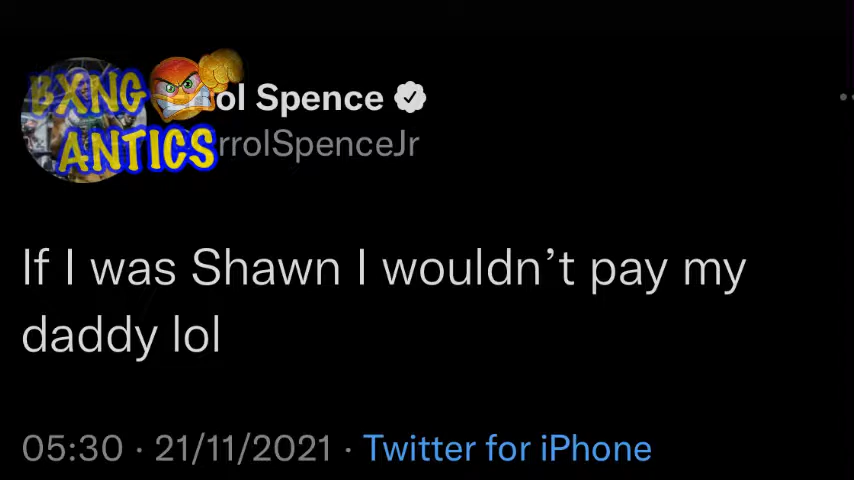 BXNG
ANTICS
ol Spence
rrolSpenceJr
If I was Shawn I wouldn't pay my
daddy lol
05:30 · 21/11/2021 · Twitter for iPhone